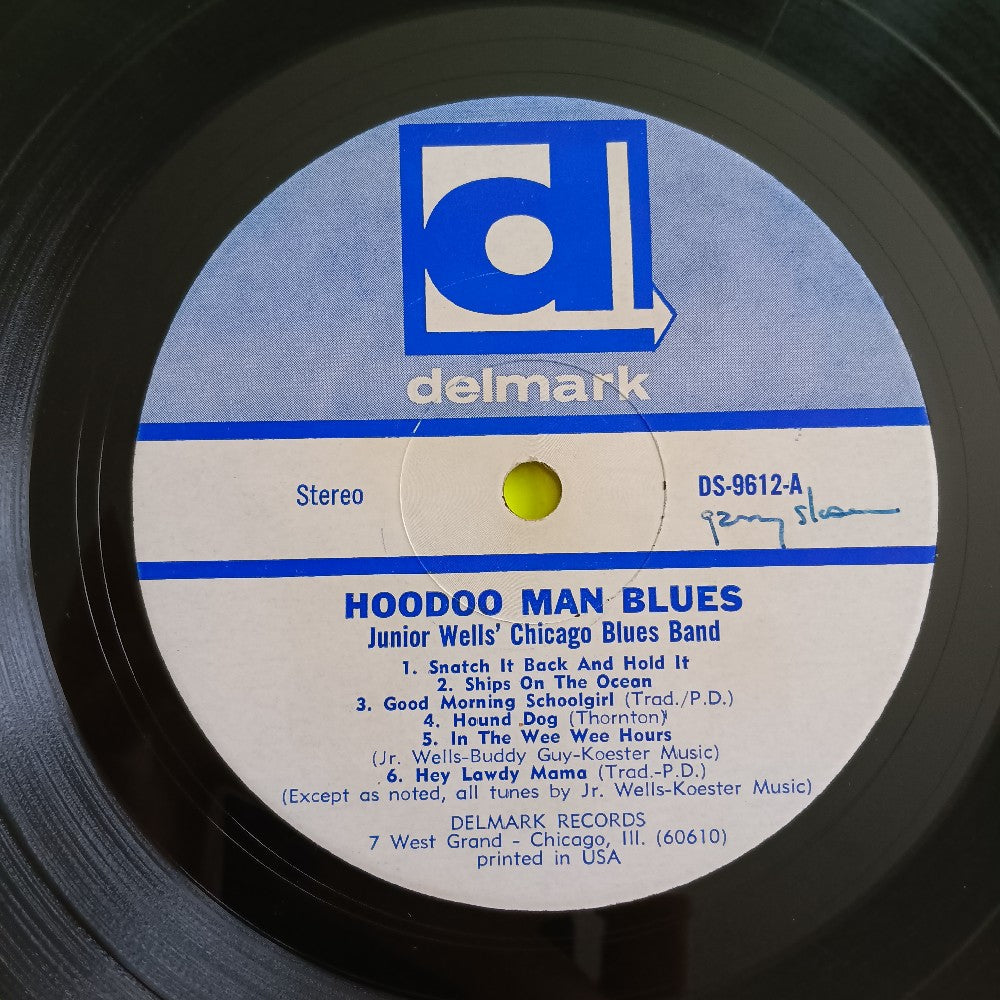 delmark
Stereo
DS-9612-A
HOODOO MAN BLUES
Junior Wells' Chicago Blues Band
1. Snatch It Back And Hold It
2. Ships On The Ocean
3. Good Morning Schoolgirl (Trad./P.D.)
4. Hound Dog (Thornton)
5. In The Wee Wee Hours
(Jr. Wells-Buddy Guy-Koester Music)
6. Hey Lawdy Mama (Trad.-P.D.)
(Except as noted, all tunes by Jr. Wells-Koester Music)
DELMARK RECORDS
7 West Grand - Chicago, Ill. (60610)
printed in USA